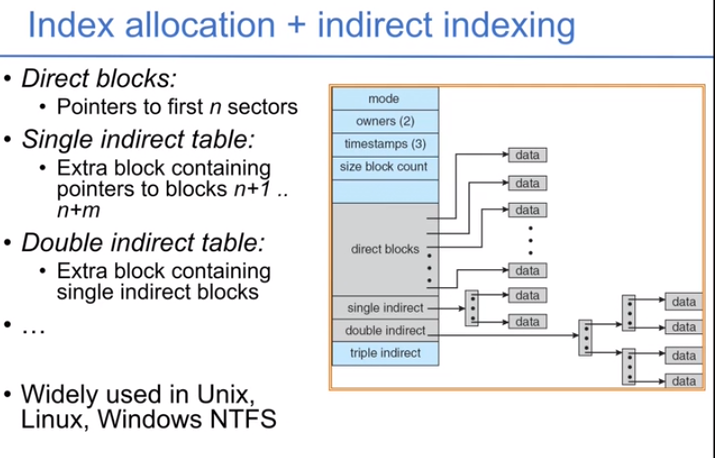 Index allocation + indirect indexing
• Direct blocks:
• Pointers to first n sectors
• Single indirect table:
• Extra block containing
pointers to blocks n+1 ..
n+m
• Double indirect table:
• Extra block containing
single indirect blocks
• ...
• Widely used in Unix,
Linux, Windows NTFS
mode
owners (2)
timestamps (3)
size block count
direct blocks
single indirect
double indirect
triple indirect
data
data
data
data
data
data
data
data
data
data